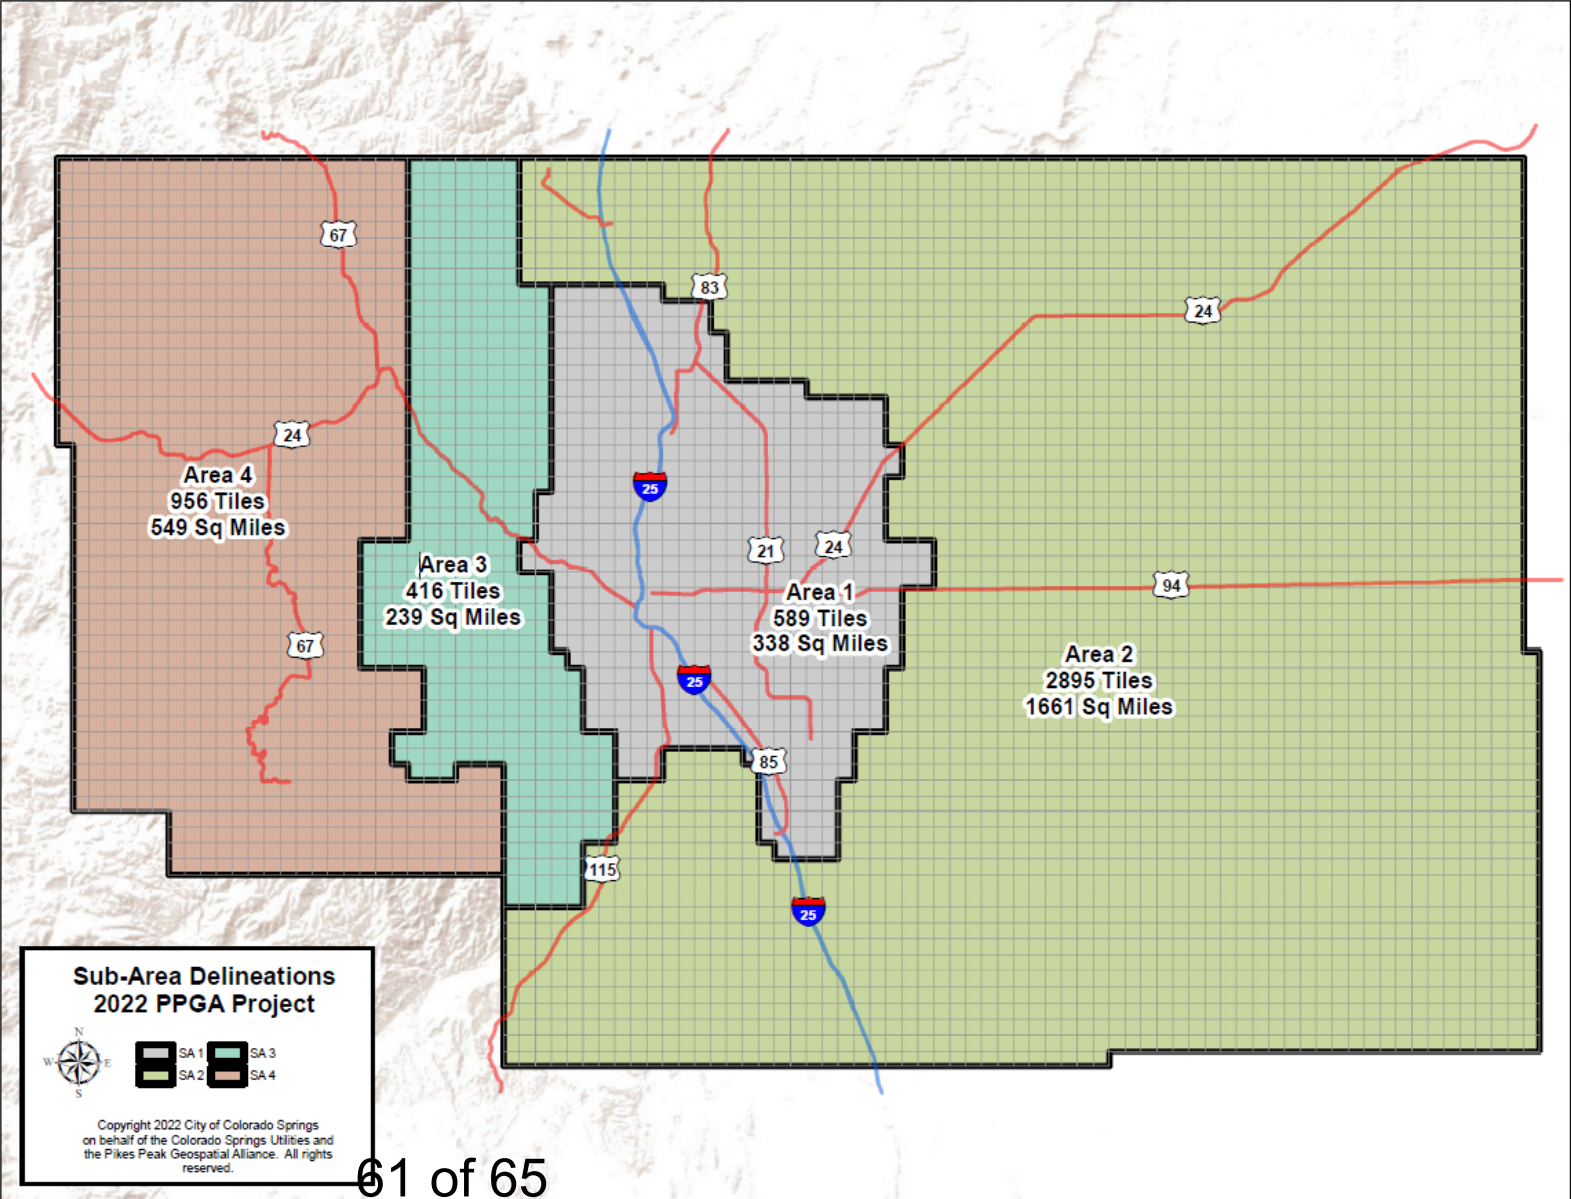 67
83
24
24
Area 4
956 Tiles
549 Sq Miles
25
21
24
Area 3
416 Tiles
239 Sq Miles
94
Area 1
589 Tiles
338 Sq Miles
67
Area 2
2895 Tiles
1661 Sq Miles
25
85
115
25
Sub-Area Delineations
2022 PPGA Project
N
W E
S
SA 1 SA 3
SA 2 SA 4
Copyright 2022 City of Colorado Springs
on behalf of the Colorado Springs Utilities and
the Pikes Peak Geospatial Alliance. All rights
reserved.
61 of 65